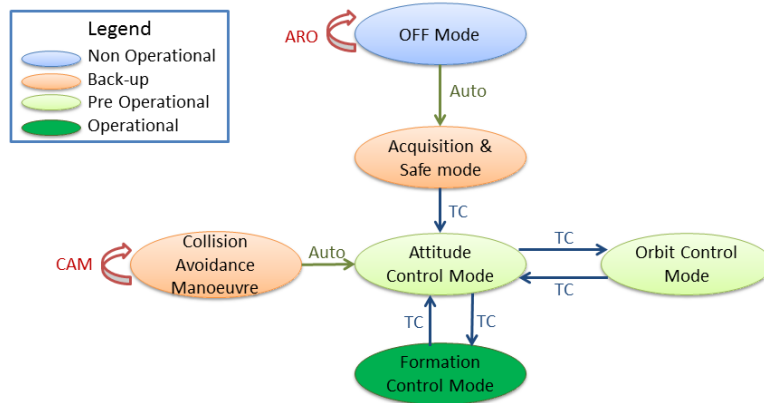 Legend
Non Operational
Back-up
Pre Operational
Operational
ARO
OFF Mode
Auto
Acquisition &
Safe mode
TC
CAM
Collision
Avoidance
Manoeuvre
Auto
Attitude
Control Mode
TC
TC
Orbit Control
Mode
TC
TC
Formation
Control Mode